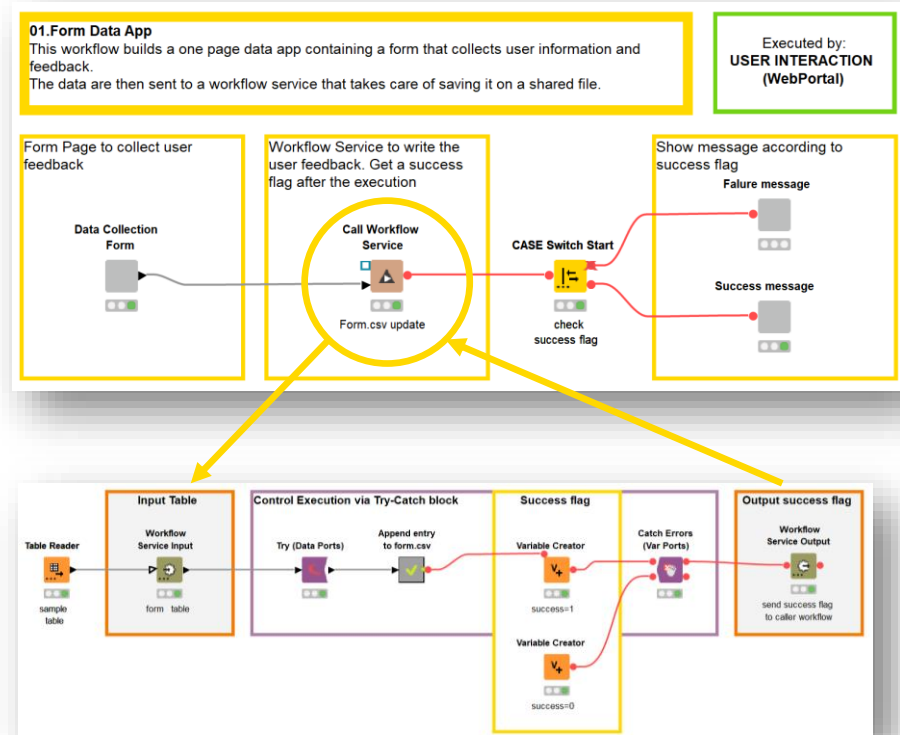 01.Form Data App
This workflow builds a one page data app containing a form that collects user information and
feedback.
The data are then sent to a workflow service that takes care of saving it on a shared file.
Executed by:
USER INTERACTION
(WebPortal)
Form Page to collect user
feedback
Data Collection
Form
Workflow Service to write the
user feedback. Get a success
flag after the execution
Call Workflow
Service
Form.csv update
CASE Switch Start
check
success flag
Show message according to
success flag
Falure message
Success message
Table Reader
sample
table
Input Table
Workflow
Service Input
form table
Control Execution via Try-Catch block
Try (Data Ports)
Append entry
to form.csv
Success flag
Variable Creator
V+
success=1
Variable Creator
V+
success=0
Catch Errors
(Var Ports)
Output success flag
Workflow
Service Output
send success flag
to caller workflow